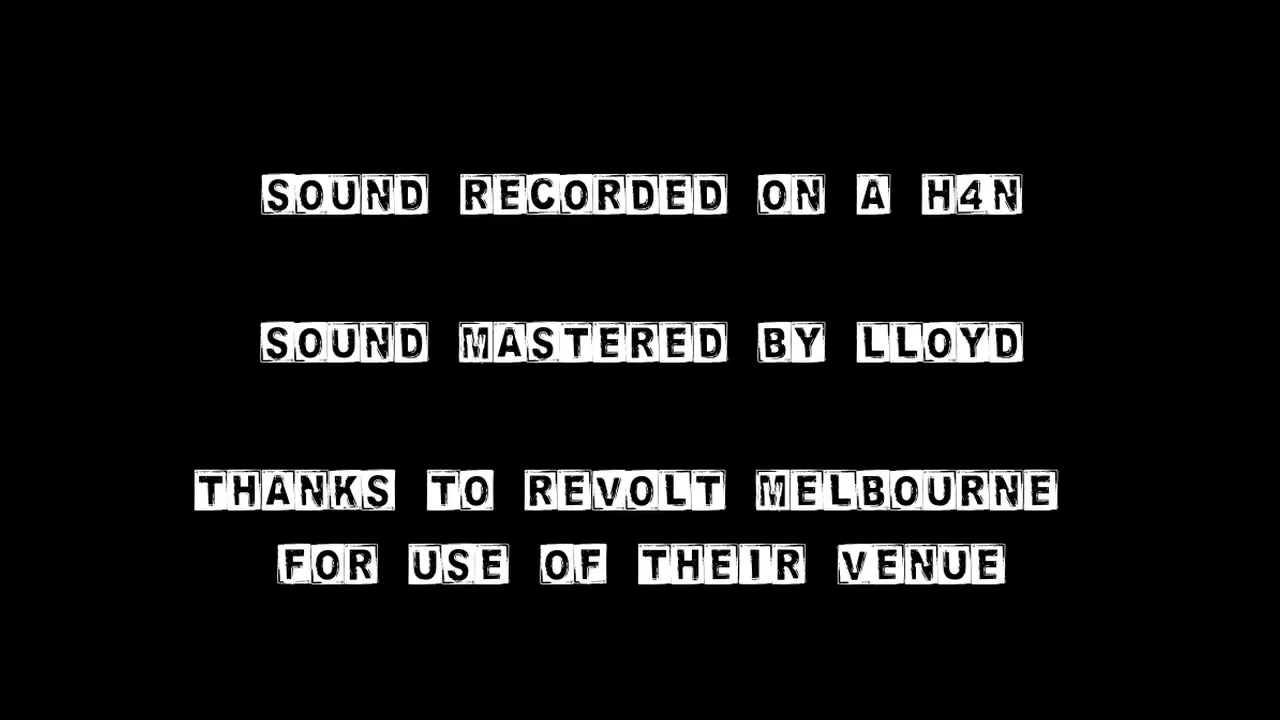 SOUND RECORDED ON A H4N
SOUND MASTERED BY LLOYD
THANKS TO REVOLT MELBOURNE
FOR USE OF THEIR VENUE